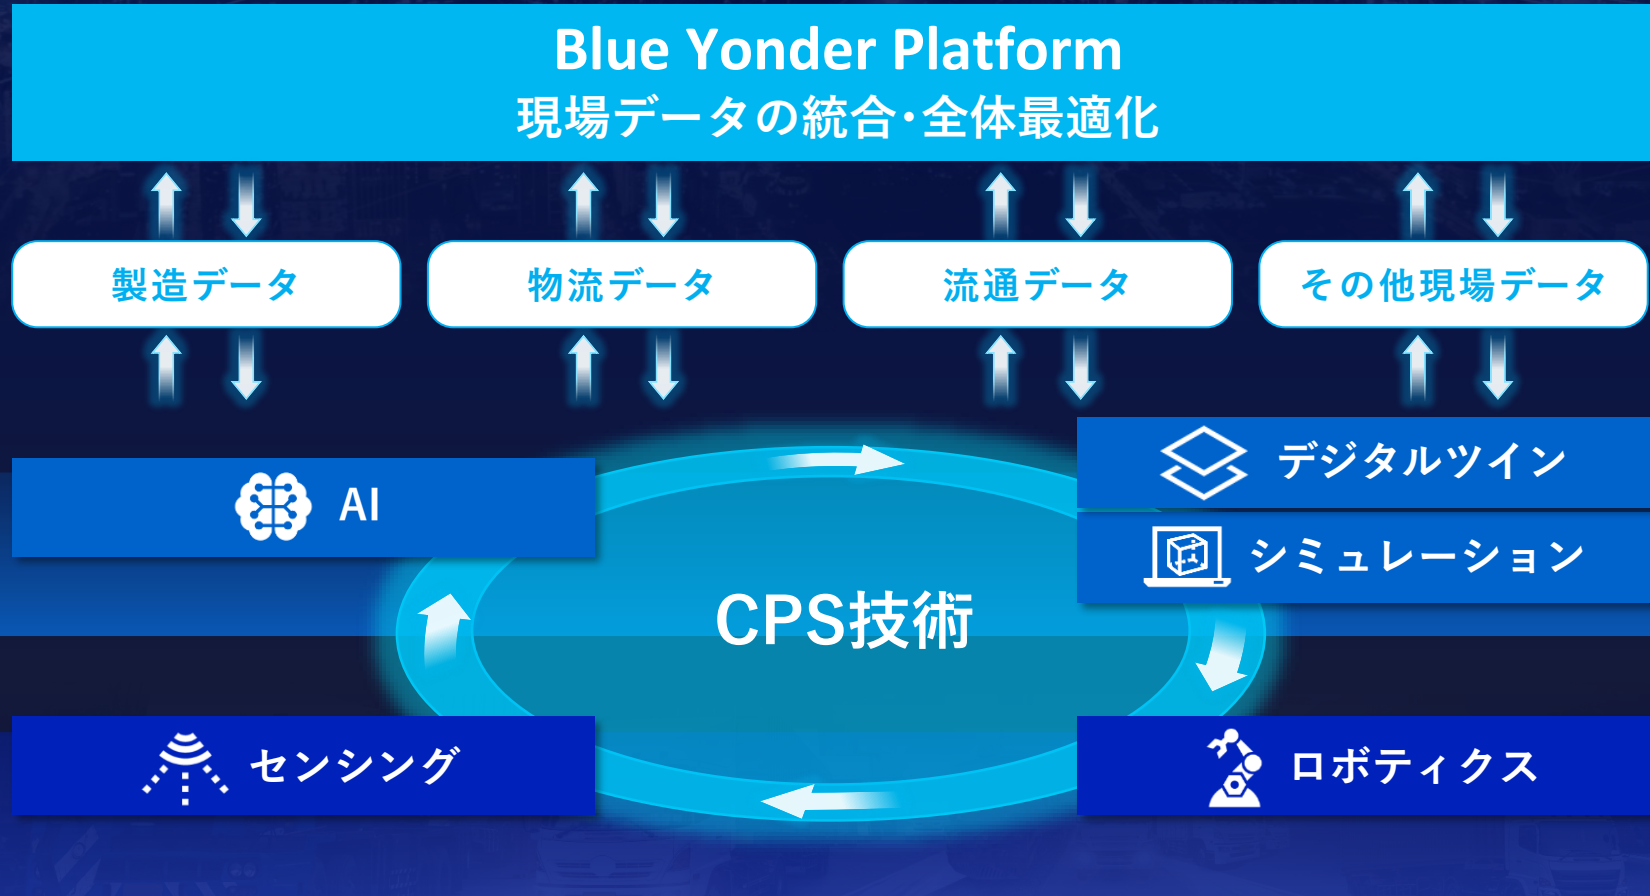 Blue Yonder Platform
現場データの統合・全体最適化
製造データ
物流データ
流通データ
その他現場データ
AI
デジタルツイン
シミュレーション
CPS技術
センシング
ロボティクス